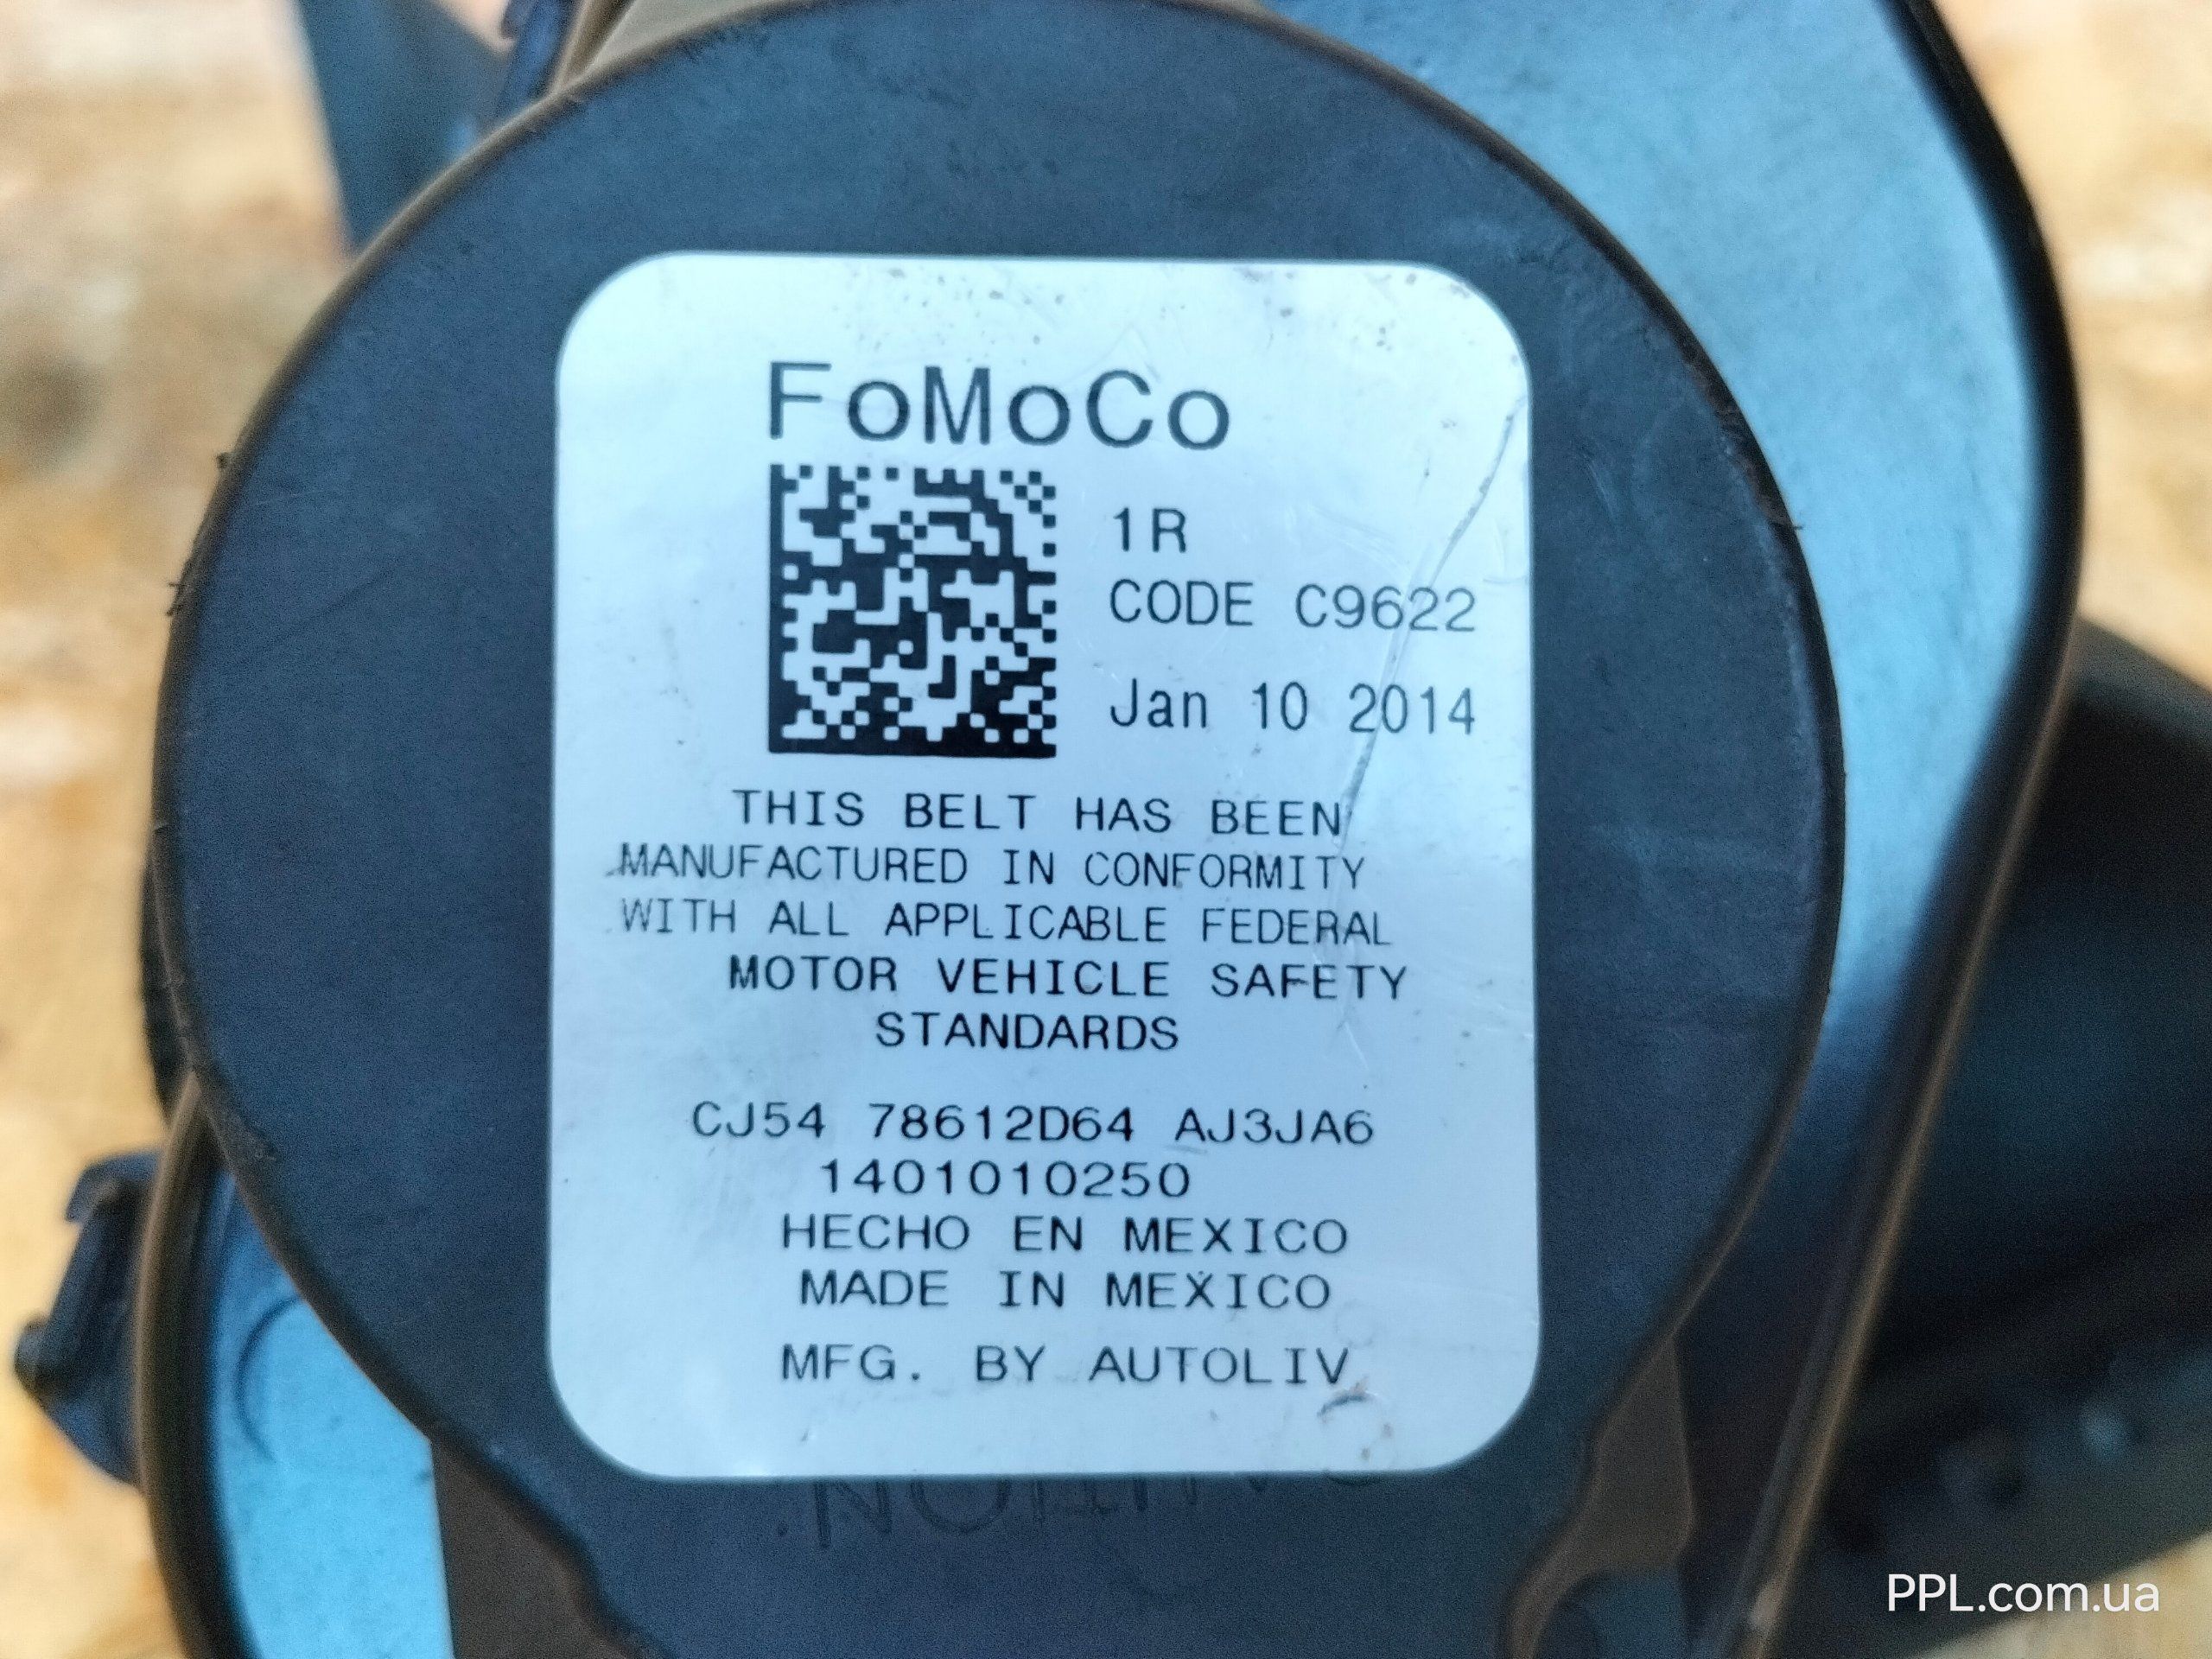 FoMoCo
1R
CODE C9622
Jan 10 2014
THIS BELT HAS BEEN
MANUFACTURED IN CONFORMITY
WITH ALL APPLICABLE FEDERAL
MOTOR VEHICLE SAFETY
STANDARDS
CJ54 78612D64 AJ3JA6
1401010250
HECHO EN MEXICO
MADE IN MEXICO
MFG. BY AUTOLIV
PPL.com.ua